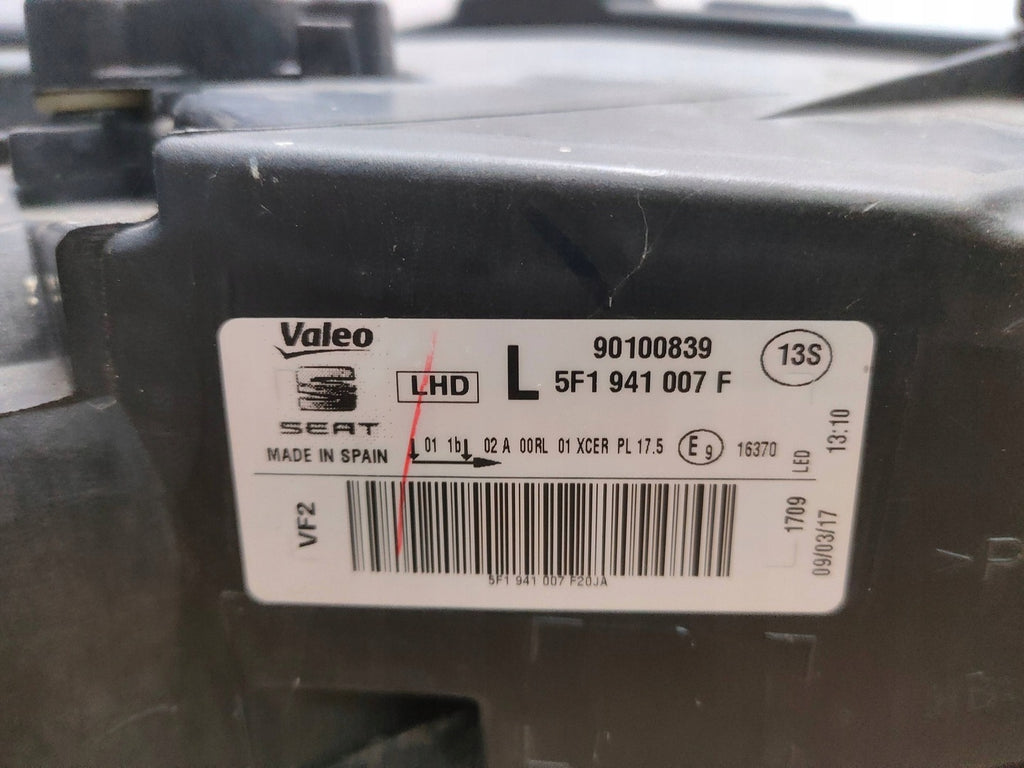 Valeo
90100839
13S
LHD
L
5F1 941 007 F
SEAT
MADE IN SPAIN
01 1b 02 A 00RL 01 XCER PL 17.5 E9 16370
LED
13:10
VF2
1709
09/03/17
5F1 941 007 F20JA